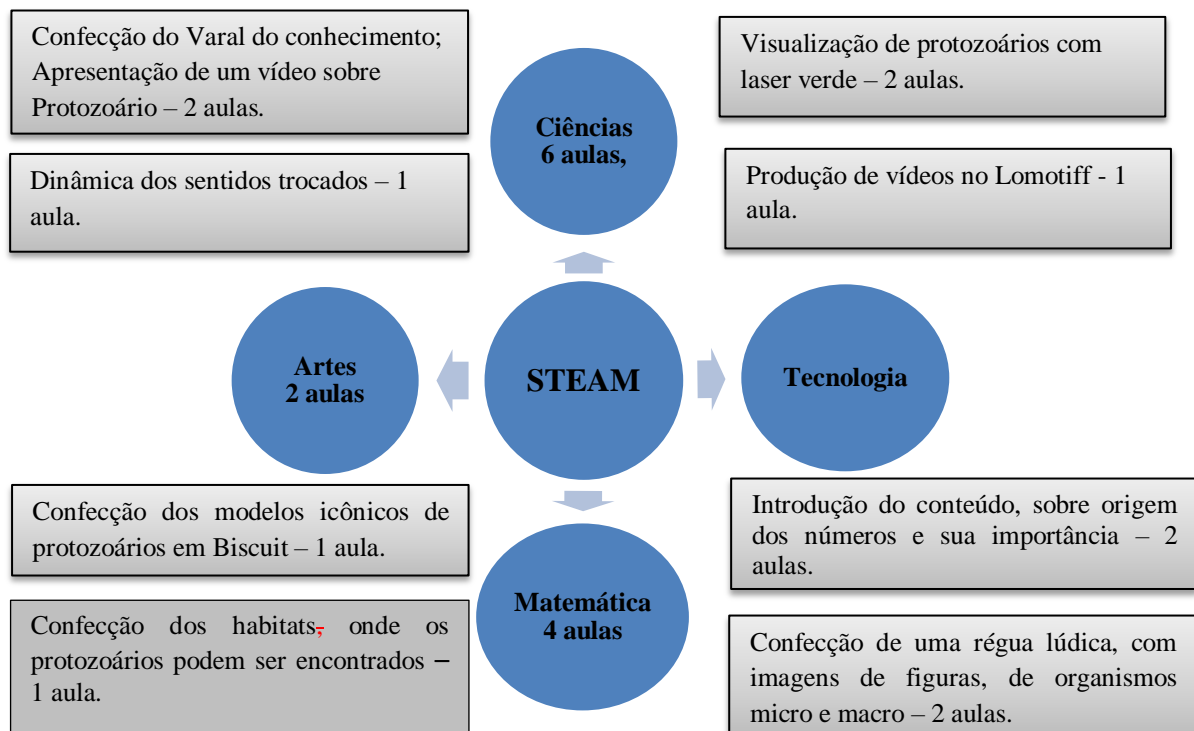 Confecção do Varal do conhecimento;
Apresentação de um vídeo sobre
Protozoário – 2 aulas.
Dinâmica dos sentidos trocados – 1
aula.
Ciências
6 aulas,
Visualização de protozoários com
laser verde – 2 aulas.
Produção de vídeos no Lomotiff - 1
aula.
Artes
2 aulas
STEAM
Tecnologia
Confecção dos modelos icônicos de
protozoários em Biscuit – 1 aula.
Confecção dos habitats, onde os
protozoários podem ser encontrados –
1 aula.
Matemática
4 aulas
Introdução do conteúdo, sobre origem
dos números e sua importância – 2
aulas.
Confecção de uma régua lúdica, com
imagens de figuras, de organismos
micro e macro – 2 aulas.